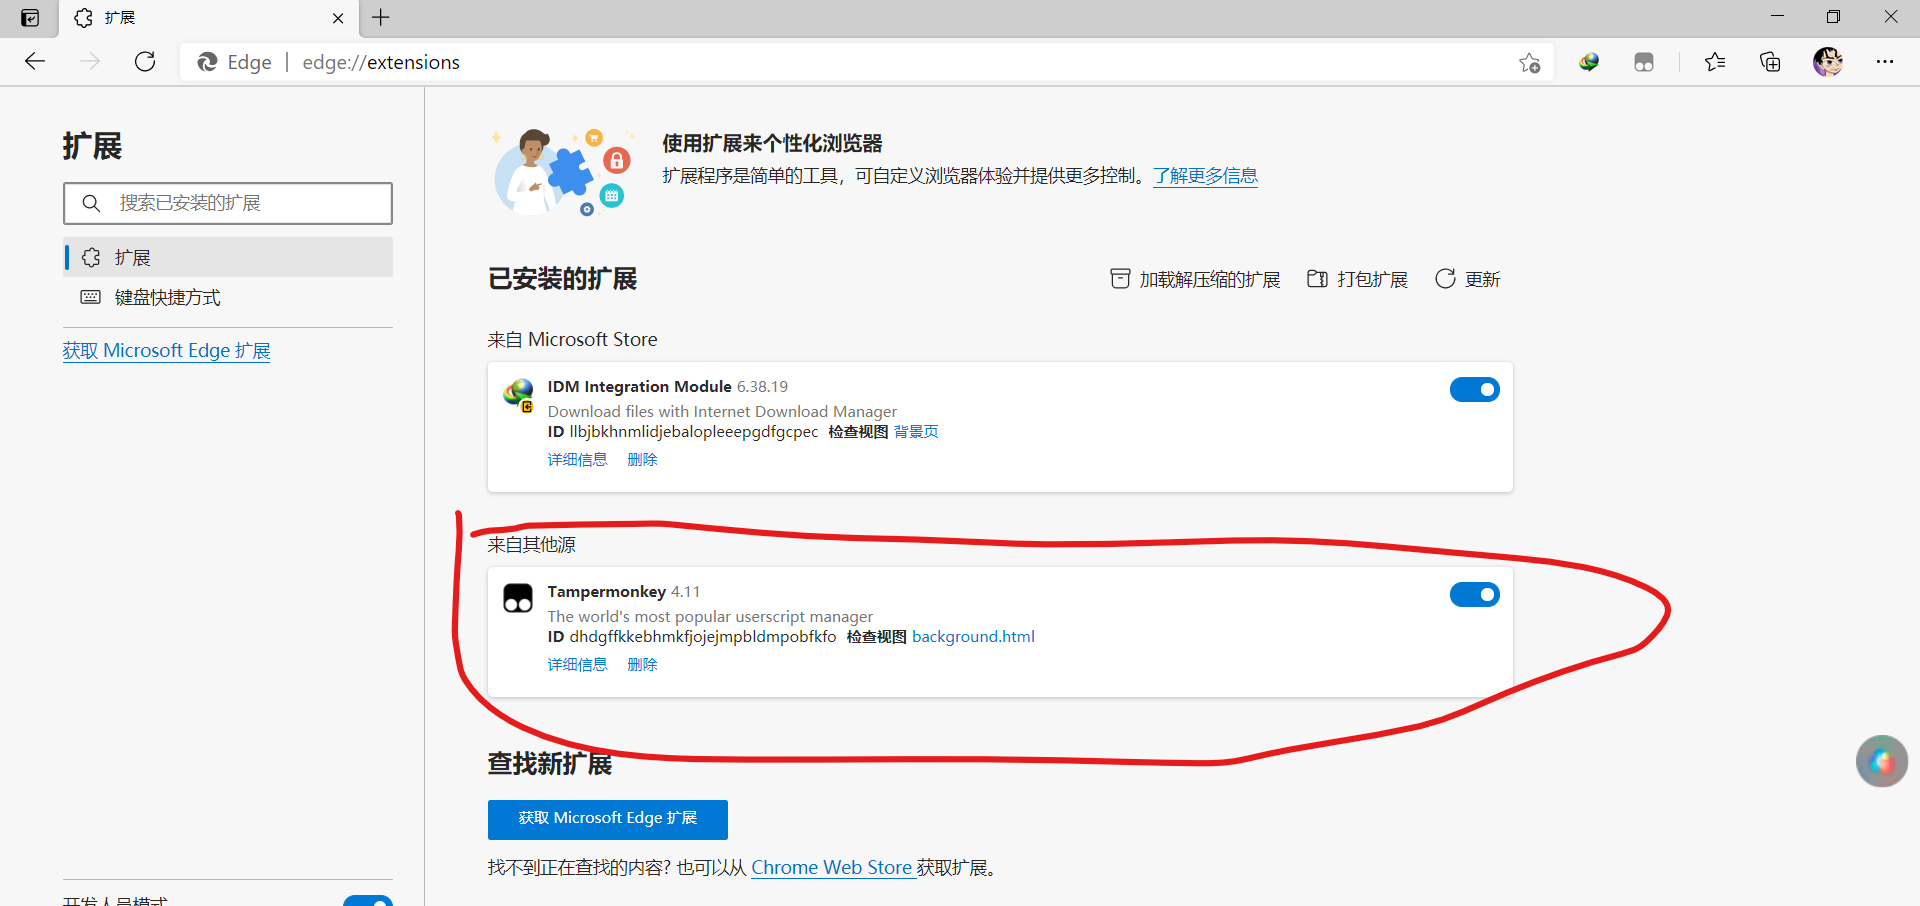 扩展
Edge | edge://extensions
扩展
搜索已安装的扩展
扩展
键盘快捷方式
获取 Microsoft Edge 扩展
开发人员模式
使用扩展来个性化浏览器
扩展程序是简单的工具，可自定义浏览器体验并提供更多控制。了解更多信息
已安装的扩展
加载解压缩的扩展 打包扩展 更新
来自 Microsoft Store
IDM Integration Module 6.38.19
Download files with Internet Download Manager
ID llbjbkhnmlidjebalopleeepgdfgcpec 检查视图 背景页
详细信息 删除
来自其他源
Tampermonkey 4.11
The world's most popular userscript manager
ID dhdgffkkebhmkfjojejmpbldmpobfkfo 检查视图 background.html
详细信息 删除
查找新扩展
获取 Microsoft Edge 扩展
找不到正在查找的内容? 也可以从 Chrome Web Store 获取扩展。